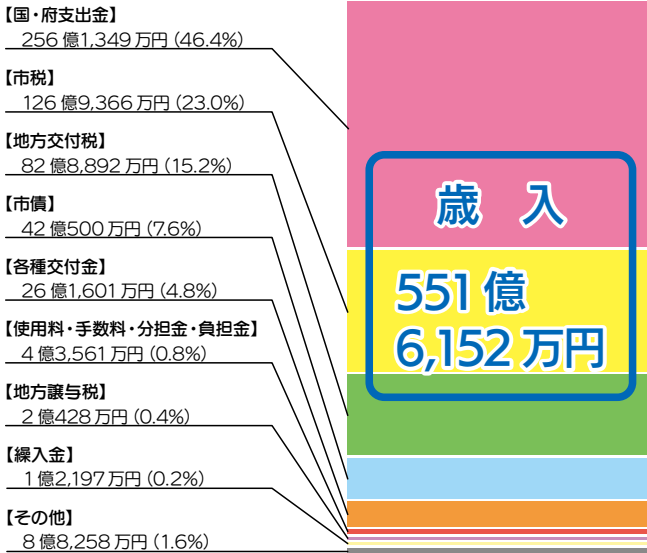 【国・府支出金】
256億1,349万円(46.4%)
【市税】
126億9,366万円(23.0%)
【地方交付税】
82億8,892万円(15.2%)
【市債】
42億500万円(7.6%)
【各種交付金】
26億1,601万円(4.8%)
【使用料・手数料・分担金・負担金】
4億3,561万円(0.8%)
【地方譲与税】
2億428万円(0.4%)
【繰入金】
1億2,197万円(0.2%)
【その他】
8億8,258万円(1.6%)
歳 入
551億
6,152万円